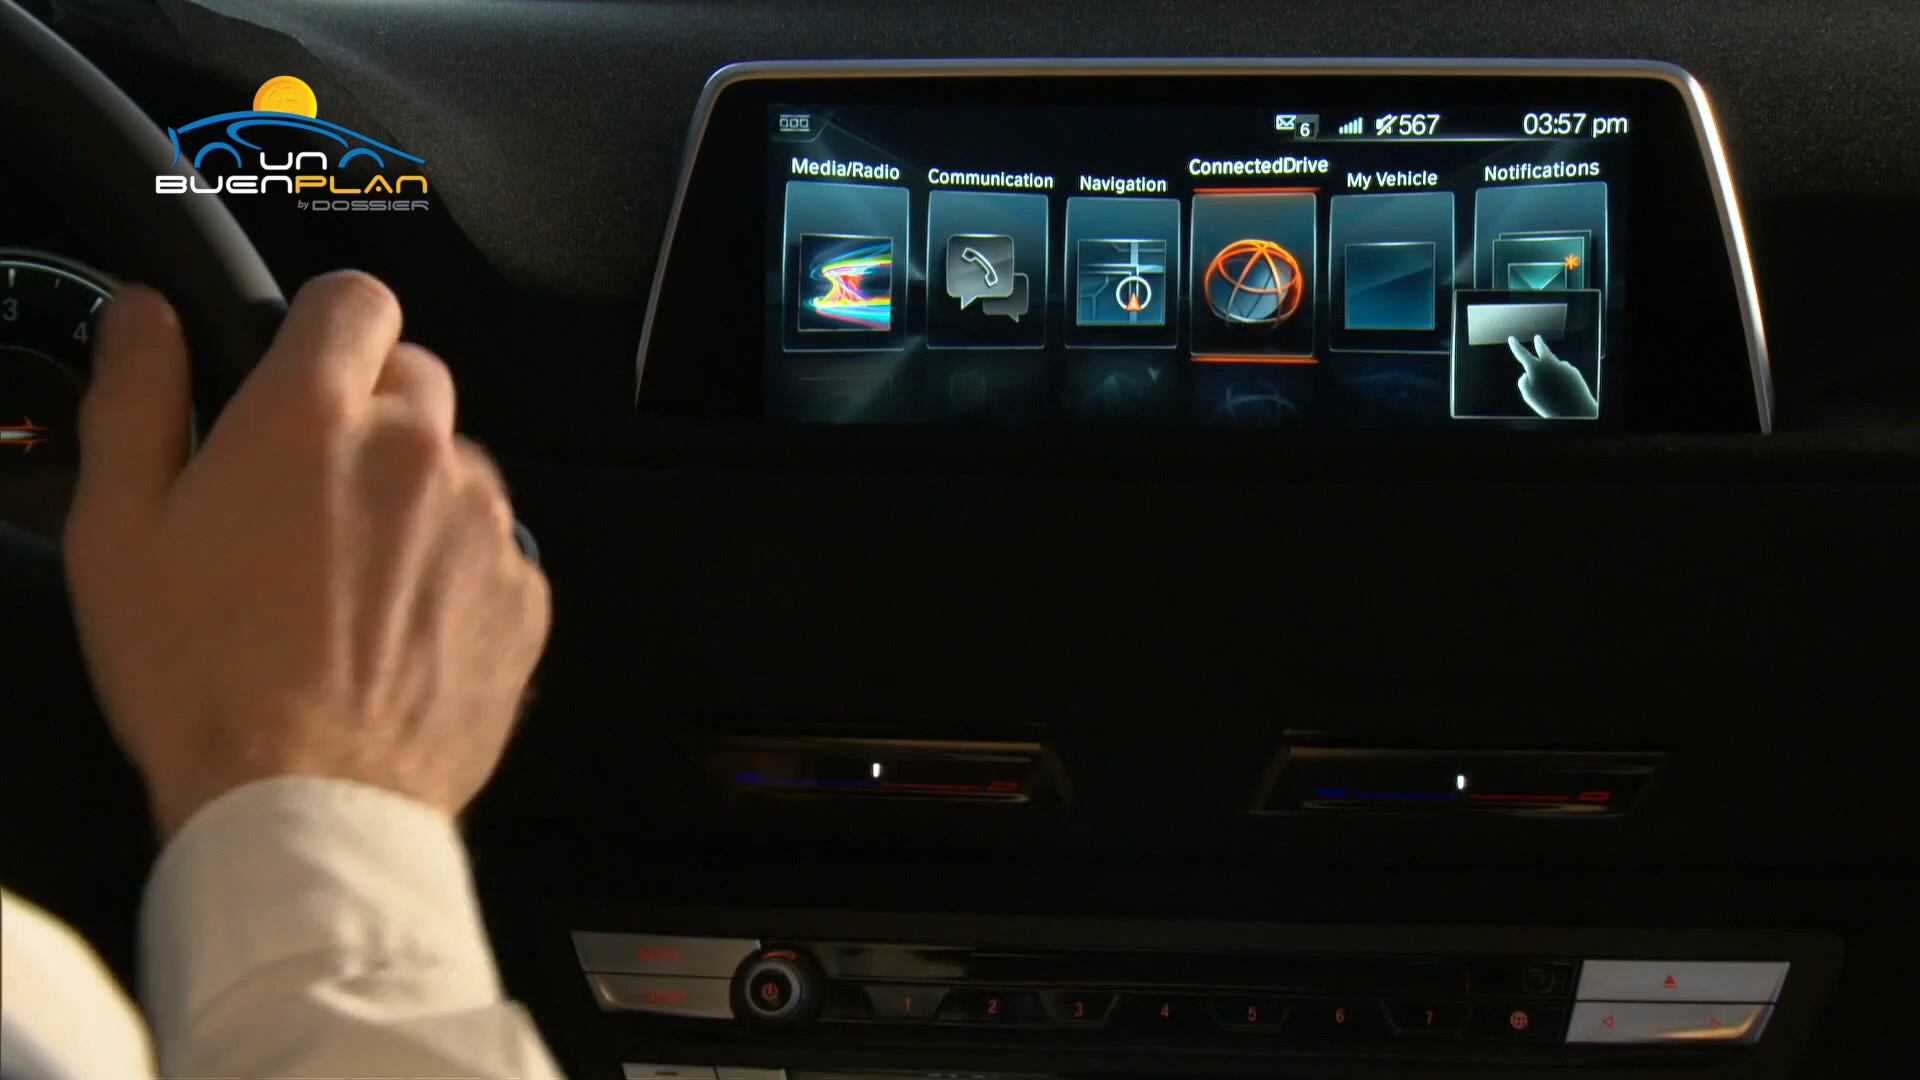 UN
BUENPLAN
by DOSSIER
6 567 03:57 pm
Media/Radio Communication Navigation ConnectedDrive My Vehicle Notifications
3
4
1 2 3 4 5 6 7